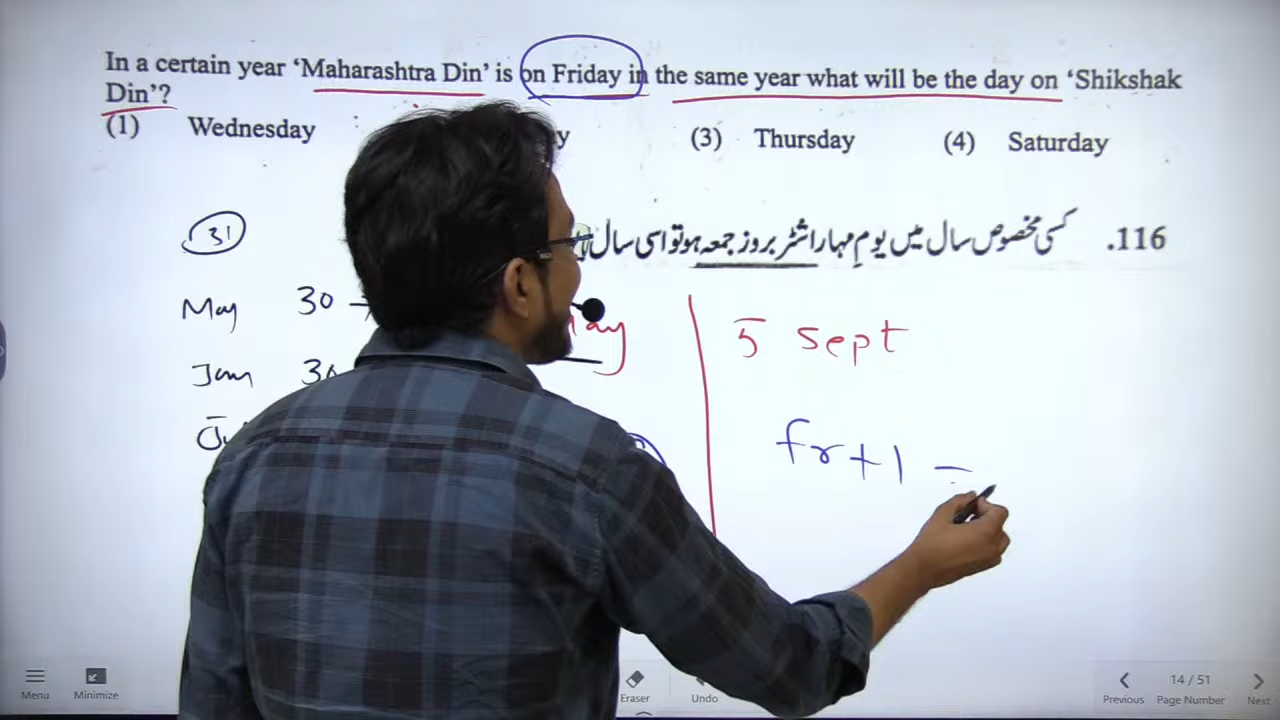 In a certain year ‘Maharashtra Din’ is on Friday in the same year what will be the day on ‘Shikshak
Din’?
(1) Wednesday (3) Thursday (4) Saturday
31
116. کسی مخصوص سال میں یومِ مہاراشٹر بروز جمعہ ہو تو اسی سال
May 30
5 Sept
Jun 30
fr+1 =
Menu
Minimize
Eraser
Undo
Previous
14 / 51
Page Number
Next